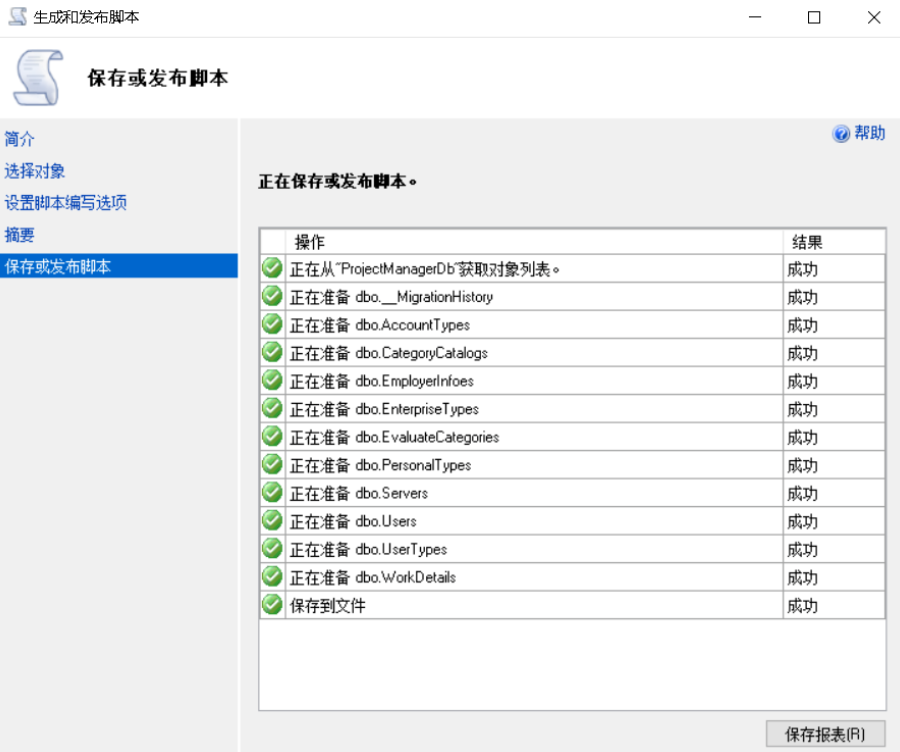 生成和发布脚本
保存或发布脚本
简介
选择对象
设置脚本编写选项
摘要
保存或发布脚本
帮助
正在保存或发布脚本。
操作 结果
正在从"ProjectManagerDb"获取对象列表。 成功
正在准备 dbo.__MigrationHistory 成功
正在准备 dbo.AccountTypes 成功
正在准备 dbo.CategoryCatalogs 成功
正在准备 dbo.EmployerInfoes 成功
正在准备 dbo.EnterpriseTypes 成功
正在准备 dbo.EvaluateCategories 成功
正在准备 dbo.PersonalTypes 成功
正在准备 dbo.Servers 成功
正在准备 dbo.Users 成功
正在准备 dbo.UserTypes 成功
正在准备 dbo.WorkDetails 成功
保存到文件 成功
保存报表(R)